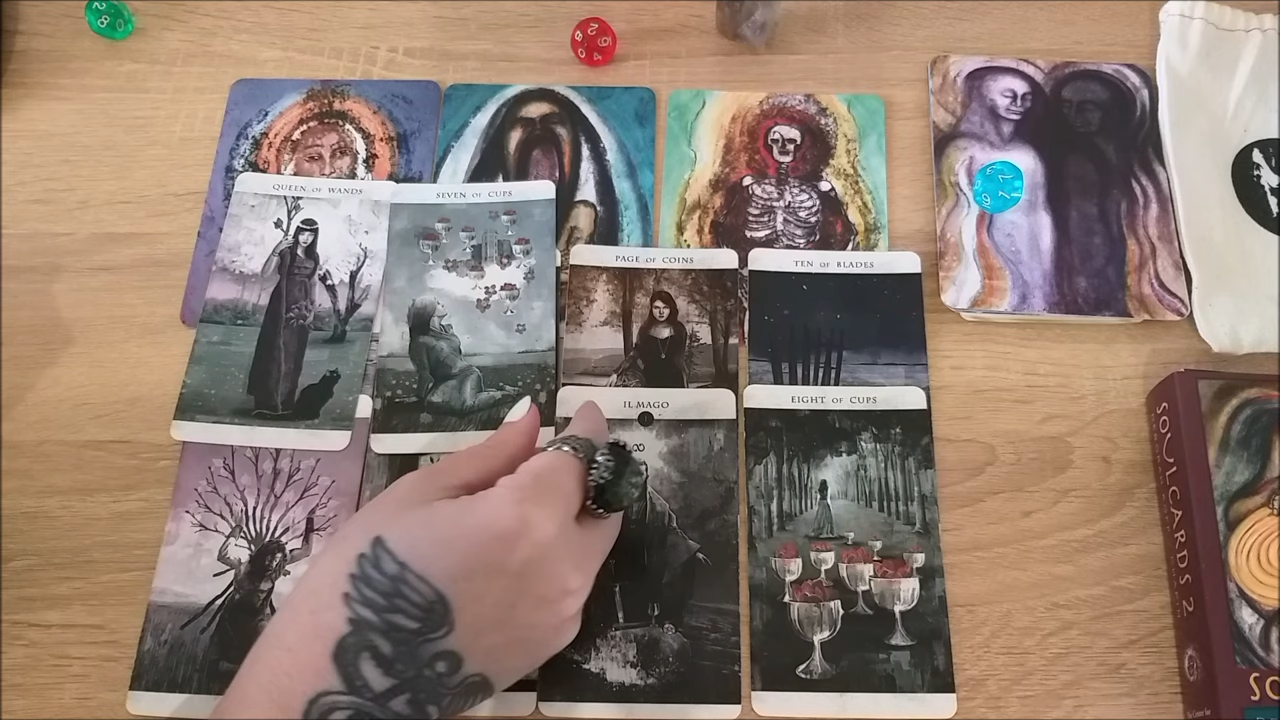 QUEEN OF WANDS
SEVEN OF CUPS
PAGE OF COINS
TEN OF BLADES
IL MAGO
I
EIGHT OF CUPS
SOULCARDS 2